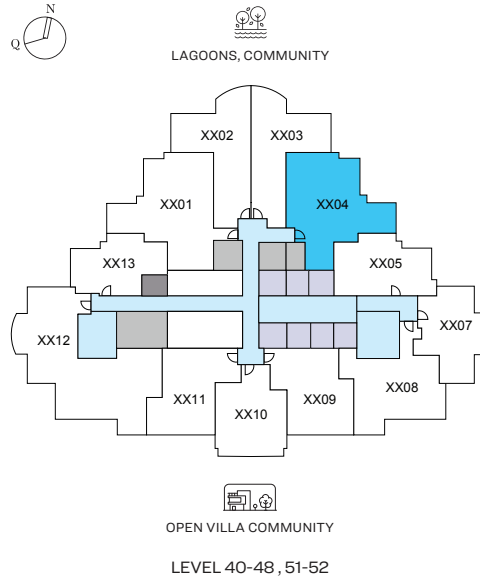 N
Q
LAGOONS, COMMUNITY
XX02 XX03
XX01 XX04
XX13 XX05
XX12 XX07
XX11 XX10 XX09 XX08
OPEN VILLA COMMUNITY
LEVEL 40-48 , 51-52